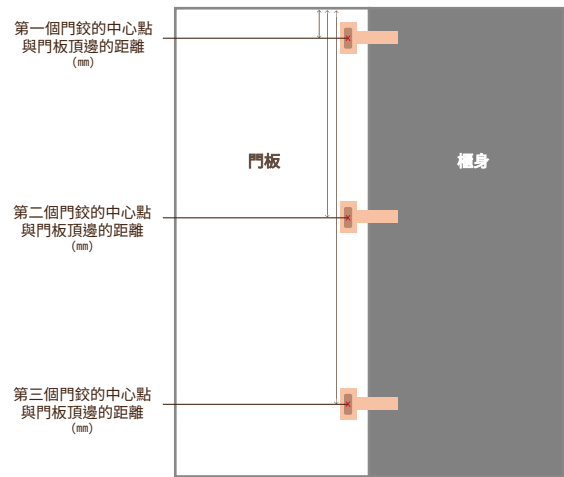 第一個門鉸的中心點
與門板頂邊的距離
(㎜)
門板
櫃身
第二個門鉸的中心點
與門板頂邊的距離
(㎜)
第三個門鉸的中心點
與門板頂邊的距離
(㎜)